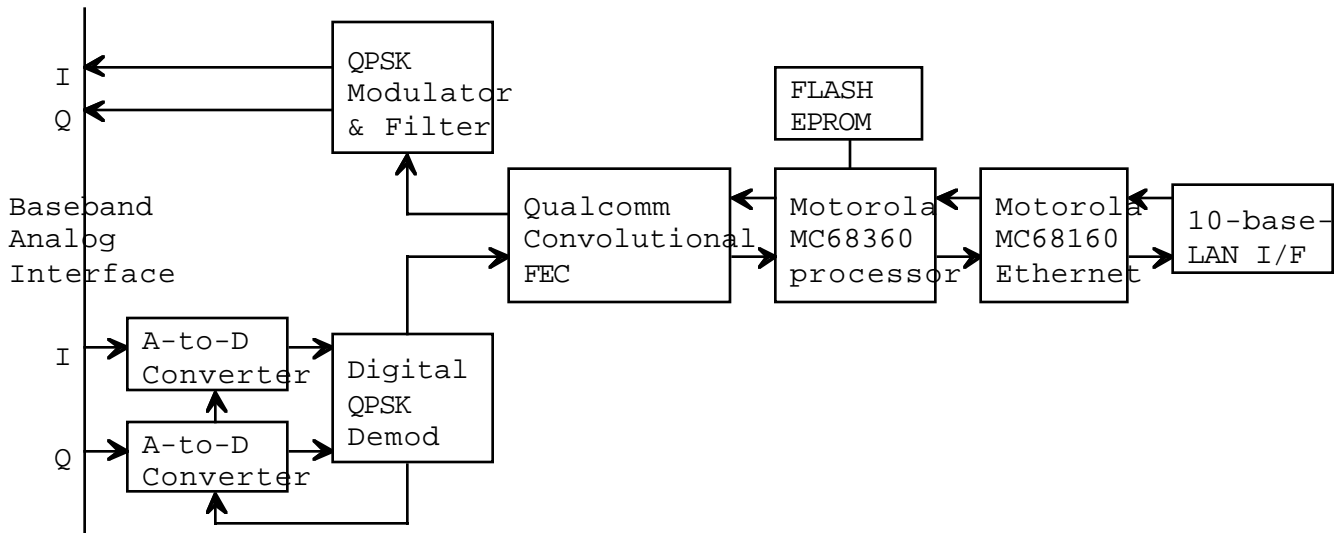 I
Q
QPSK
Modulator
& Filter
FLASH
EPROM
Baseband
Analog
Interface
Qualcomm
Convolutional
FEC
Motorola
MC68360
processor
Motorola
MC68160
Ethernet
10-base-
LAN I/F
I
A-to-D
Converter
Digital
QPSK
Demod
Q
A-to-D
Converter